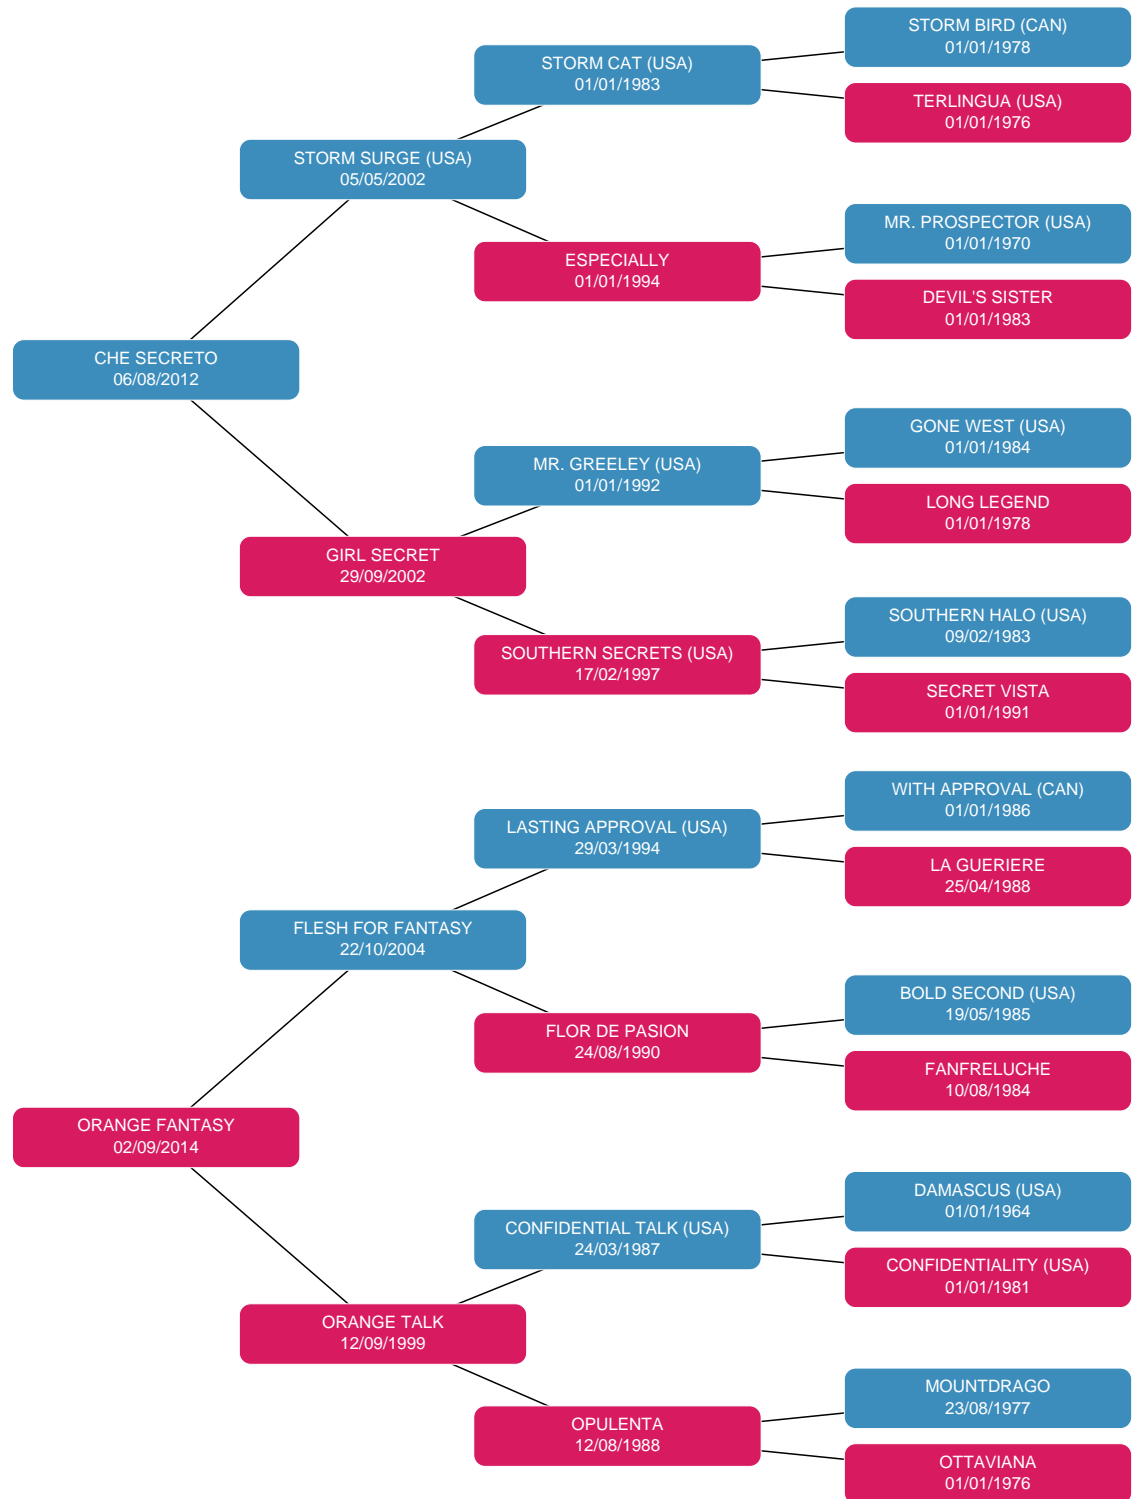 STORM BIRD (CAN)
01/01/1978
STORM CAT (USA)
01/01/1983
TERLINGUA (USA)
01/01/1976
STORM SURGE (USA)
05/05/2002
MR. PROSPECTOR (USA)
01/01/1970
ESPECIALLY
01/01/1994
DEVIL'S SISTER
01/01/1983
CHE SECRETO
06/08/2012
GONE WEST (USA)
01/01/1984
MR. GREELEY (USA)
01/01/1992
LONG LEGEND
01/01/1978
GIRL SECRET
29/09/2002
SOUTHERN HALO (USA)
09/02/1983
SOUTHERN SECRETS (USA)
17/02/1997
SECRET VISTA
01/01/1991
WITH APPROVAL (CAN)
01/01/1986
LASTING APPROVAL (USA)
29/03/1994
LA GUERIERE
25/04/1988
FLESH FOR FANTASY
22/10/2004
BOLD SECOND (USA)
19/05/1985
FLOR DE PASION
24/08/1990
FANFRELUCHE
10/08/1984
ORANGE FANTASY
02/09/2014
DAMASCUS (USA)
01/01/1964
CONFIDENTIAL TALK (USA)
24/03/1987
CONFIDENTIALITY (USA)
01/01/1981
ORANGE TALK
12/09/1999
MOUNTDRAGO
23/08/1977
OPULENTA
12/08/1988
OTTAVIANA
01/01/1976